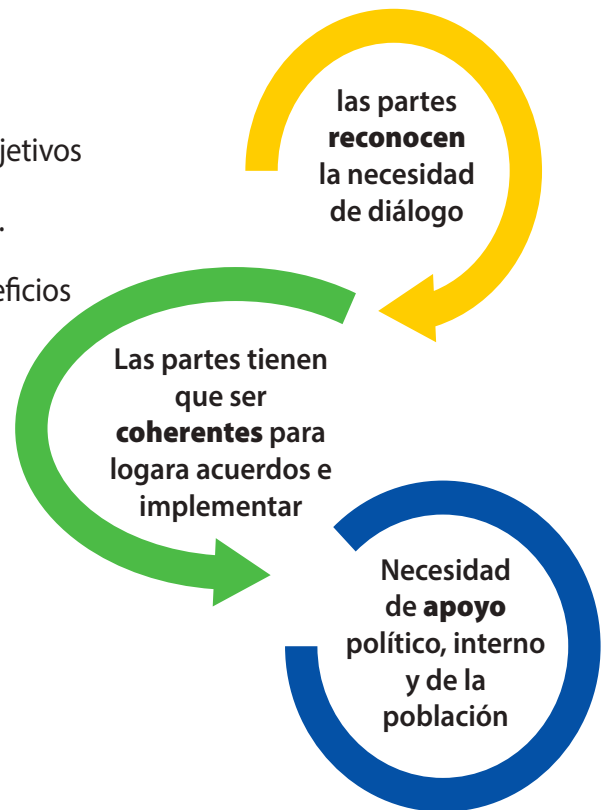 jetivos
.
eficios
las partes
reconocen
la necesidad
de diálogo
Las partes tienen
que ser
coherentes para
logara acuerdos e
implementar
Necesidad
de apoyo
político, interno
y de la
población